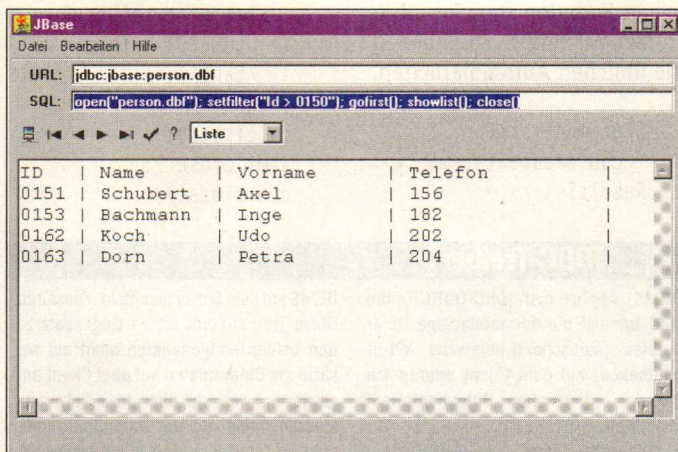 JBase
Datei Bearbeiten Hilfe
URL: jdbc:jbase:person.dbf
SQL: open("person.dbf"); setfilter("Id > 0150"); gofirst(); showlist(); close()
? Liste
ID | Name | Vorname | Telefon |
0151 | Schubert | Axel | 156 |
0153 | Bachmann | Inge | 182 |
0162 | Koch | Udo | 202 |
0163 | Dorn | Petra | 204 |